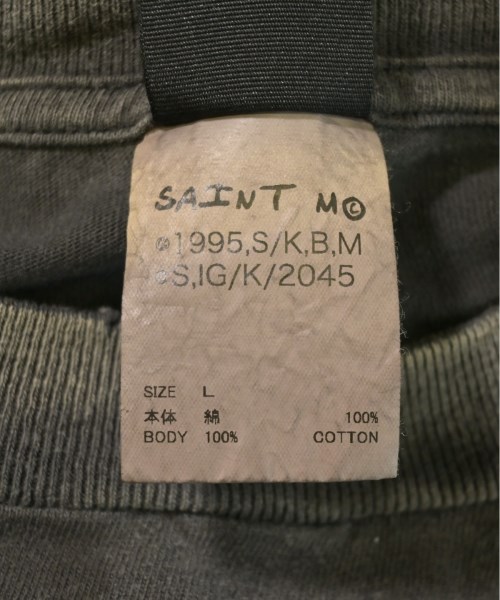 SAINT M©
©1995,S/K,B,M
©S,IG/K/2045
SIZE L
本体 綿 100%
BODY 100% COTTON